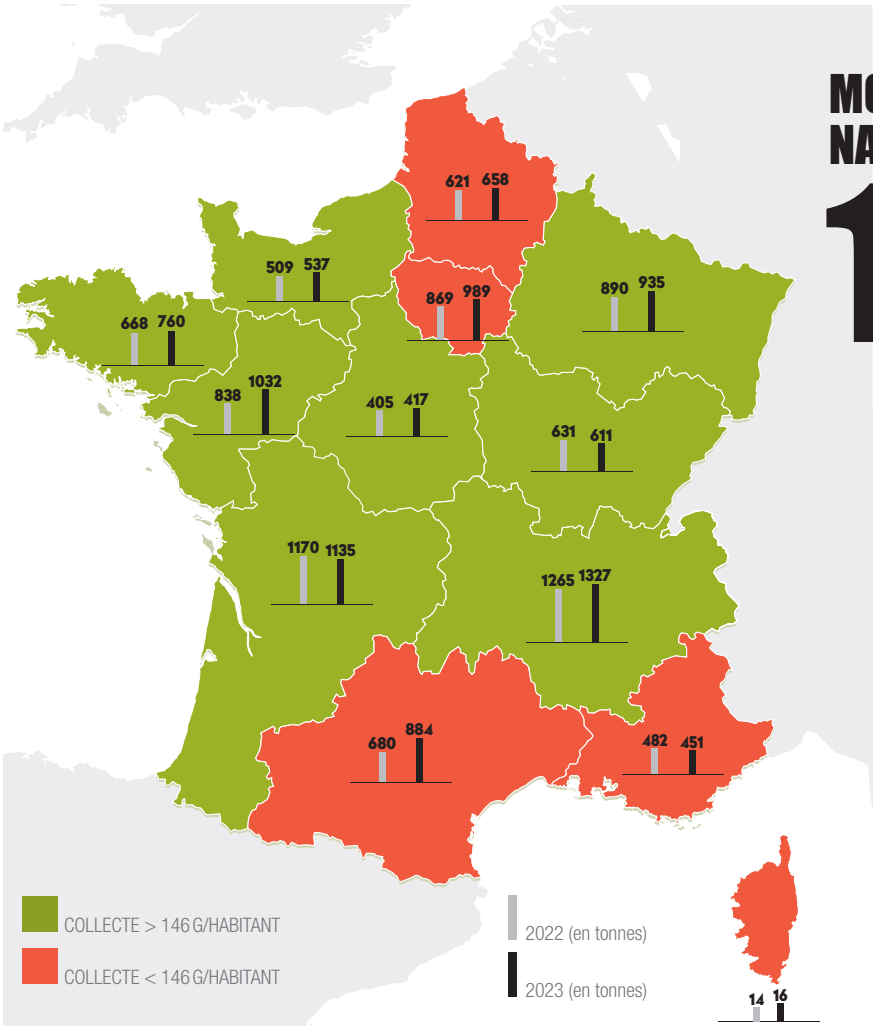 MO
NA
1
621 658
509 537
869 989
890 935
668 760
838 1032
405 417
631 611
1170 1135
1265 1327
680 884
482 451
14 16
COLLECTE > 146 G/HABITANT
COLLECTE < 146 G/HABITANT
2022 (en tonnes)
2023 (en tonnes)